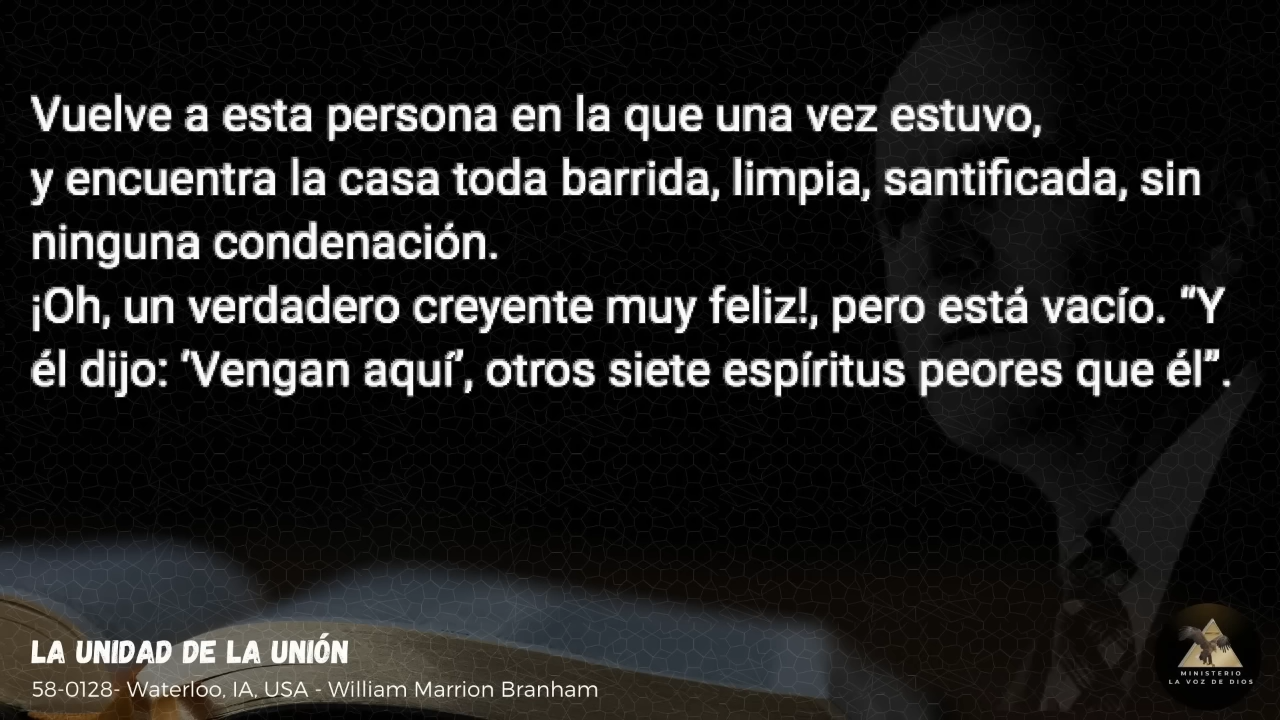 Vuelve a esta persona en la que una vez estuvo,
y encuentra la casa toda barrida, limpia, santificada, sin
ninguna condenación.
¡Oh, un verdadero creyente muy feliz!, pero está vacío. “Y
él dijo: ‘Vengan aquí’, otros siete espíritus peores que él”.
LA UNIDAD DE LA UNIÓN
58-0128- Waterloo, IA, USA - William Marrion Branham
MINISTERIO
LA VOZ DE DIOS